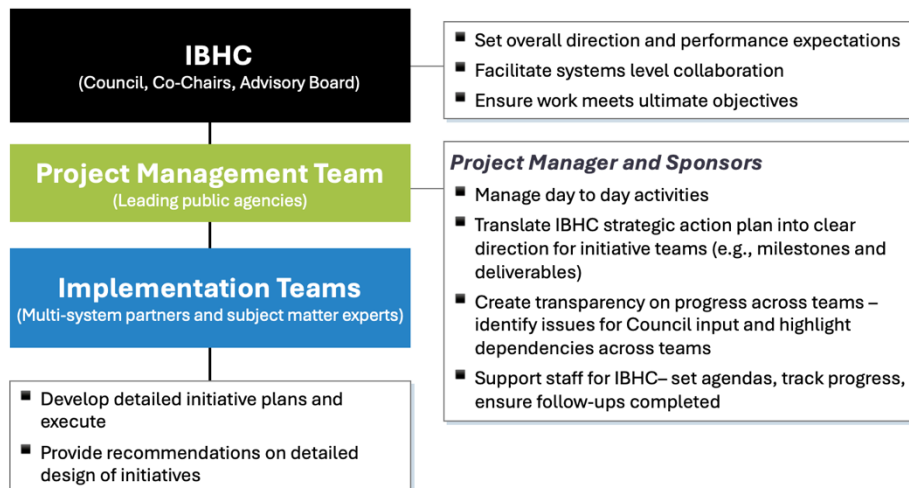 IBHC
(Council, Co-Chairs, Advisory Board)
■ Set overall direction and performance expectations
■ Facilitate systems level collaboration
■ Ensure work meets ultimate objectives
Project Management Team
(Leading public agencies)
Project Manager and Sponsors
■ Manage day to day activities
■ Translate IBHC strategic action plan into clear
direction for initiative teams (e.g., milestones and
deliverables)
■ Create transparency on progress across teams –
identify issues for Council input and highlight
dependencies across teams
■ Support staff for IBHC– set agendas, track progress,
ensure follow-ups completed
Implementation Teams
(Multi-system partners and subject matter experts)
■ Develop detailed initiative plans and
execute
■ Provide recommendations on detailed
design of initiatives